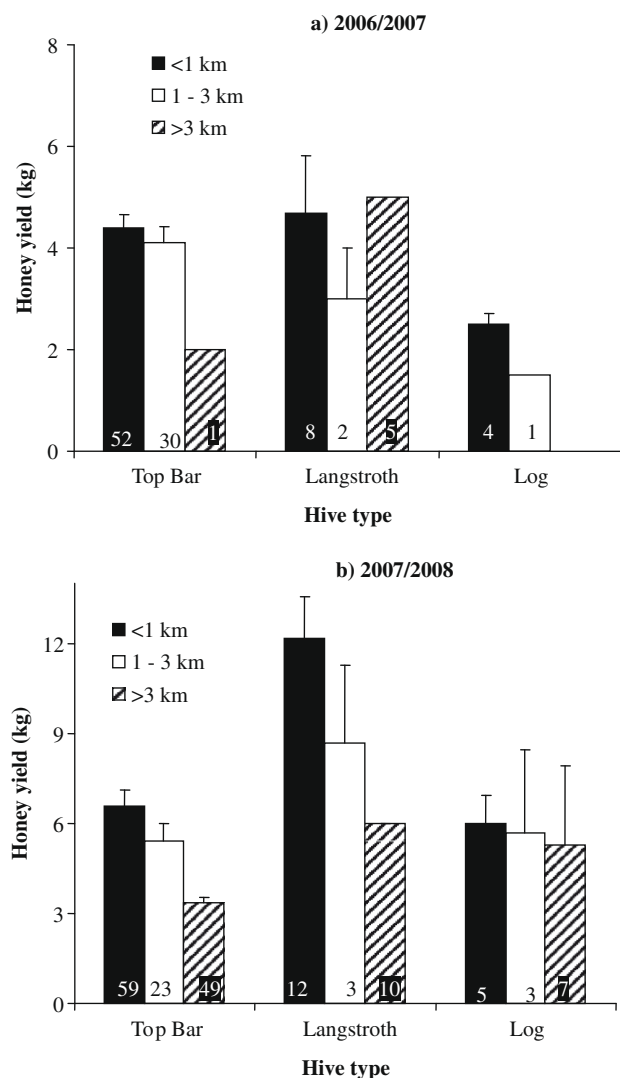 a) 2006/2007
8
<1 km
1 - 3 km
>3 km
6
Honey yield (kg)
4
2
52 30 1 8 2 5 4 1
0
Top Bar Langstroth Log
Hive type
b) 2007/2008
<1 km
12
1 - 3 km
>3 km
9
Honey yield (kg)
6
3
59 23 49 12 3 10 5 3 7
0
Top Bar Langstroth Log
Hive type